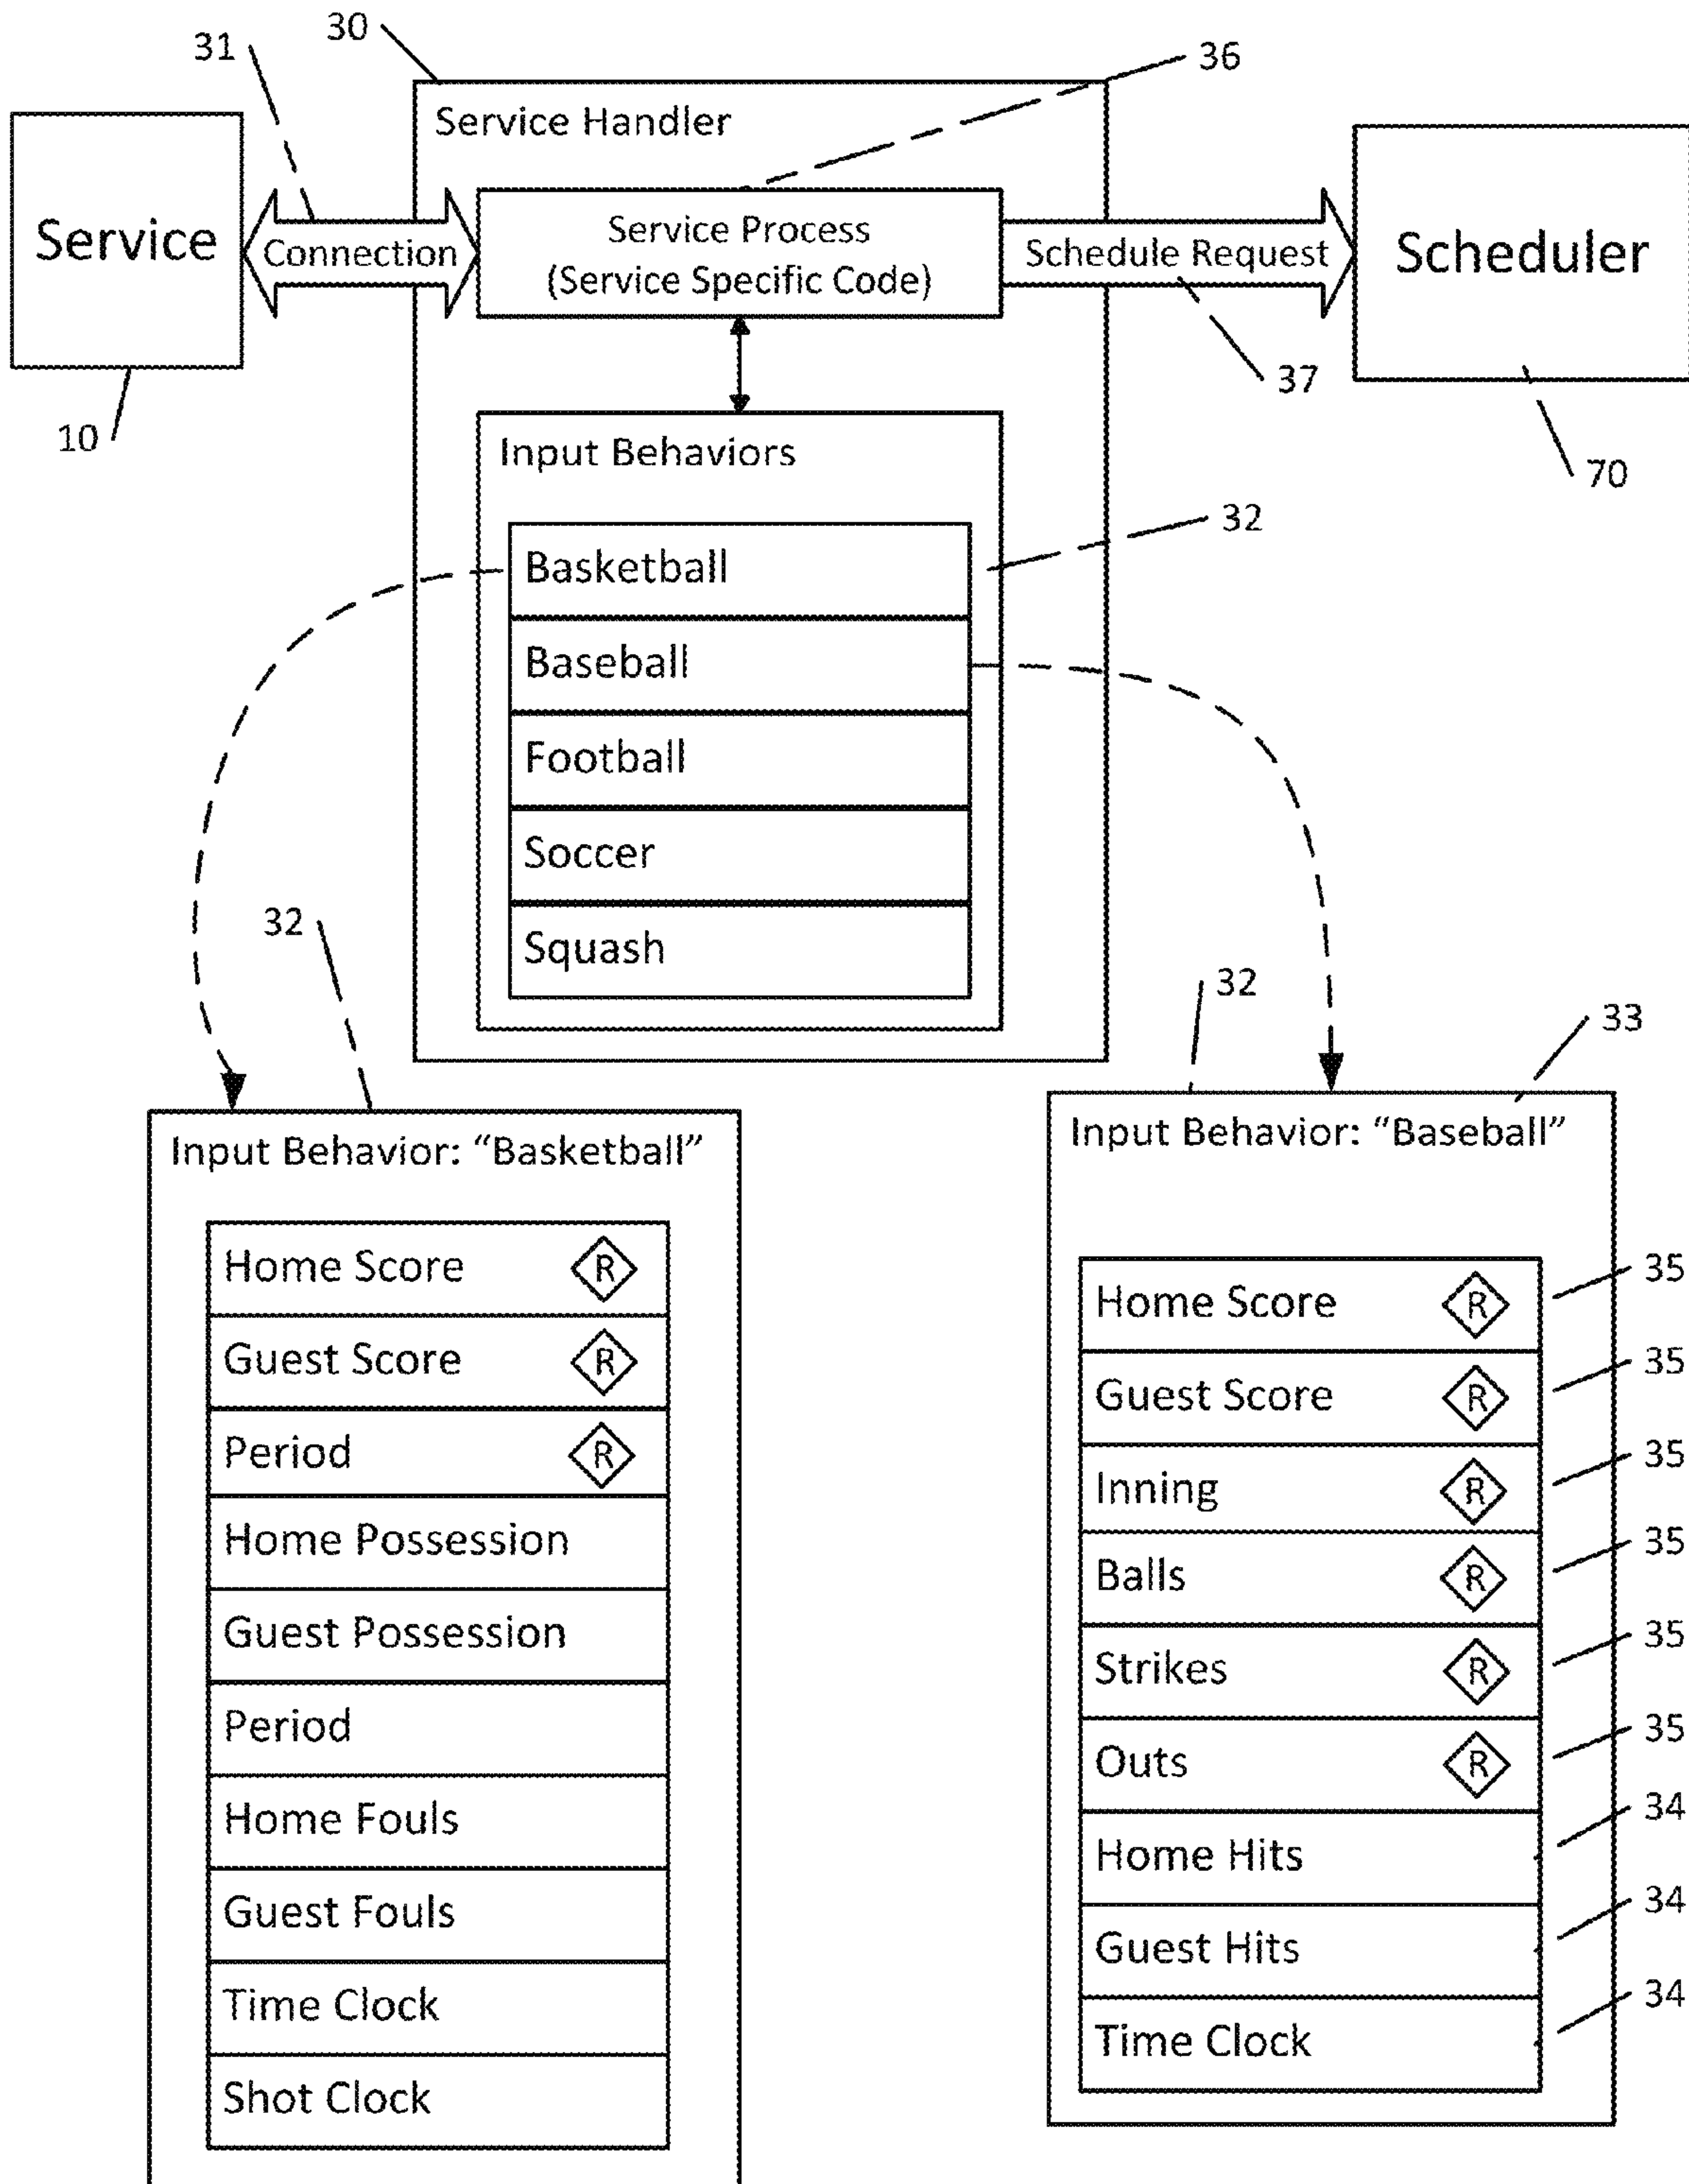 30
31
36
Service Handler
Service
Connection
Service Process
(Service Specific Code)
Schedule Request
Scheduler
37
10
70
Input Behaviors
32
Basketball
Baseball
Football
Soccer
Squash
32
32
33
Input Behavior: “Basketball”
Home Score R
Guest Score R
Period R
Home Possession
Guest Possession
Period
Home Fouls
Guest Fouls
Time Clock
Shot Clock
Input Behavior: “Baseball”
Home Score R 35
Guest Score R 35
Inning R 35
Balls R 35
Strikes R 35
Outs R 35
Home Hits 34
Guest Hits 34
Time Clock 34